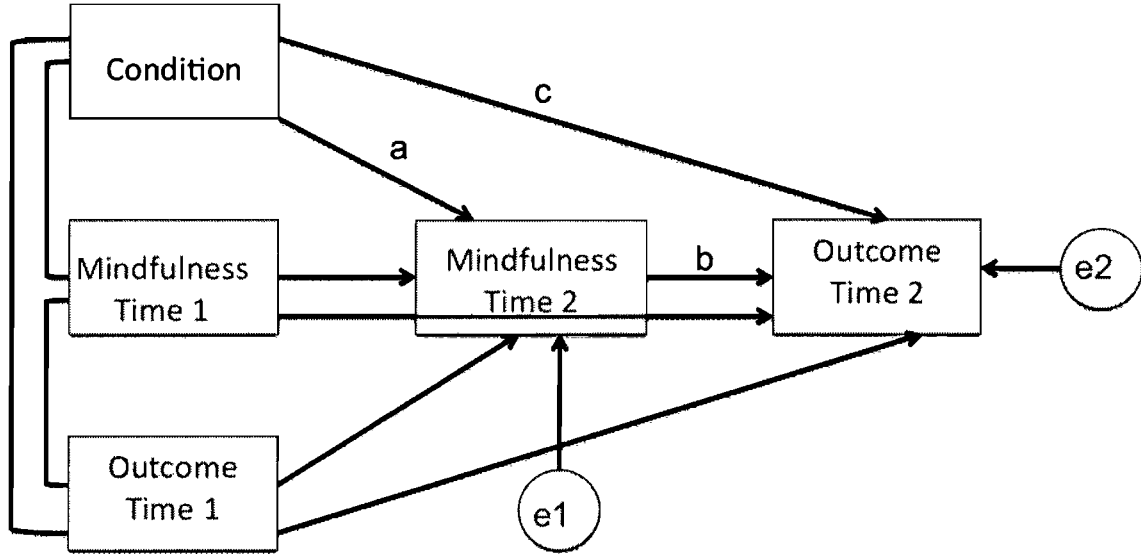 Condition
c
a
Mindfulness
Time 1
Mindfulness
Time 2
b
Outcome
Time 2
e2
Outcome
Time 1
e1